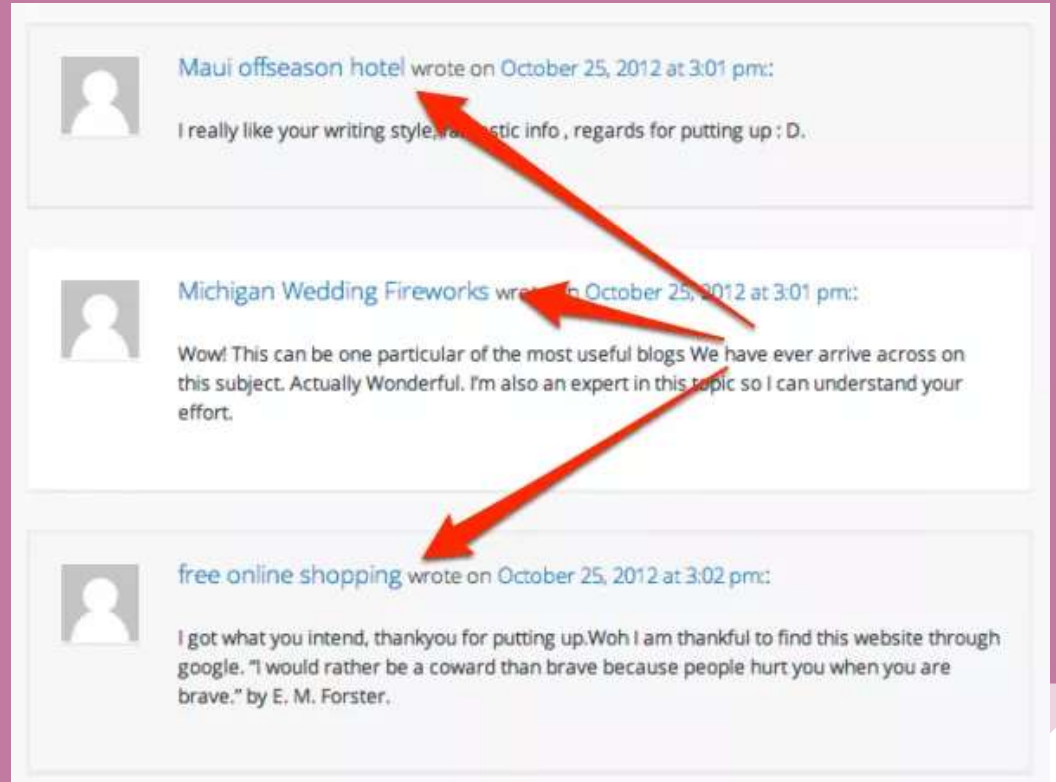 Maui offseason hotel wrote on October 25, 2012 at 3:01 pm::
I really like your writing style, info , regards for putting up : D.
Michigan Wedding Fireworks October 25, 2012 at 3:01 pm::
Wow! This can be one particular of the most useful blogs We have ever arrive across on
this subject. Actually Wonderful. I'm also an expert in this topic so I can understand your
effort.
free online shopping wrote on October 25, 2012 at 3:02 pm::
I got what you intend, thankyou for putting up.Woh I am thankful to find this website through
google. "I would rather be a coward than brave because people hurt you when you are
brave." by E. M. Forster.